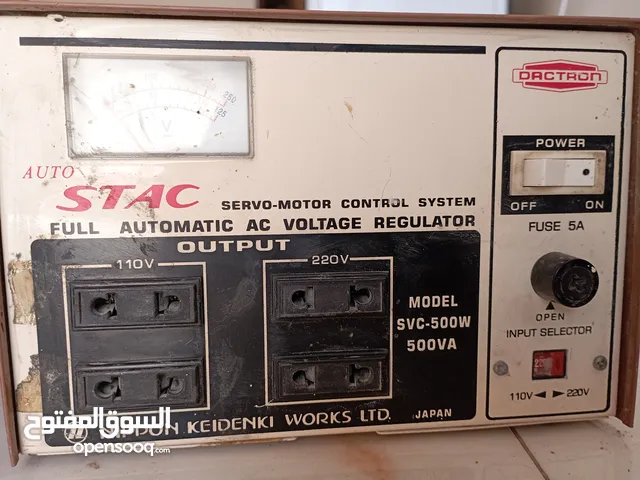 DACTRON
250
125
V
POWER
OFF ON
FUSE 5A
AUTO
STAC
SERVO-MOTOR CONTROL SYSTEM
FULL AUTOMATIC AC VOLTAGE REGULATOR
OUTPUT
110V 220V
MODEL
SVC-500W
500VA
OPEN
INPUT SELECTOR
110V 220V
KEIDENKI WORKS LTD. JAPAN
السوق المفتوح
opensooq.com